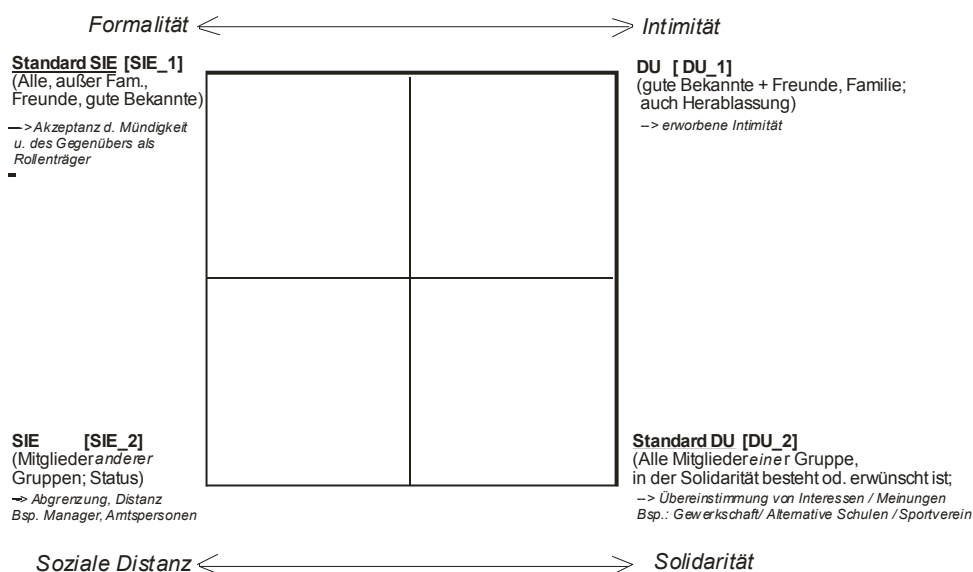 Formalität Intimität
Standard SIE [SIE_1]
(Alle, außer Fam.,
Freunde, gute Bekannte)
—> Akzeptanz d. Mündigkeit
u. des Gegenübers als
Rollenträger
DU [ DU_1]
(gute Bekannte + Freunde, Familie;
auch Herablassung)
--> erworbene Intimität
SIE [SIE_2]
(Mitglieder anderer
Gruppen; Status)
--> Abgrenzung, Distanz
Bsp. Manager, Amtspersonen
Standard DU [DU_2]
(Alle Mitglieder einer Gruppe,
in der Solidarität besteht od. erwünscht ist;
--> Übereinstimmung von Interessen / Meinungen
Bsp.: Gewerkschaft/ Alternative Schulen / Sportverein
Soziale Distanz Solidarität